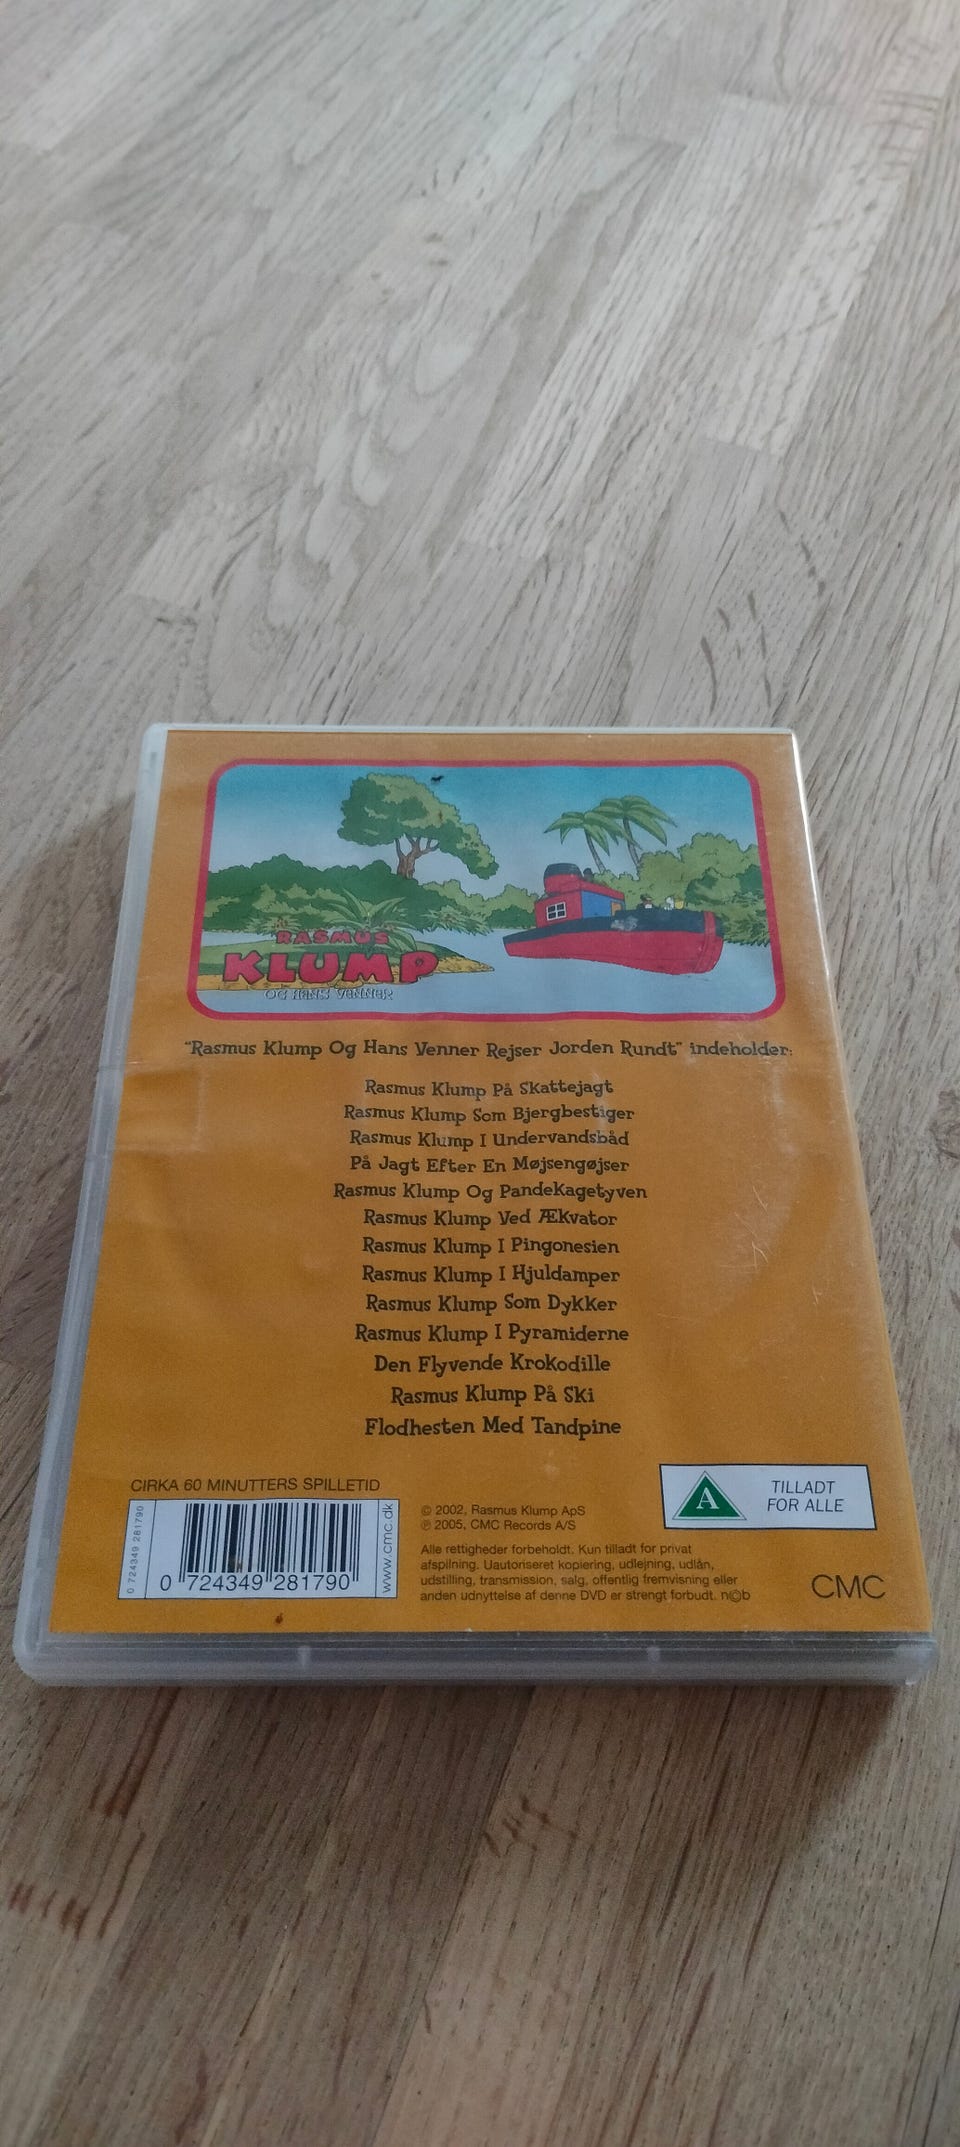 RASMUS
KLUMP
OG HANS VENNER
"Rasmus Klump Og Hans Venner Rejser Jorden Rundt" indeholder:
Rasmus Klump På Skattejagt
Rasmus Klump Som Bjergbestiger
Rasmus Klump I Undervandsbåd
På Jagt Efter En Møjsengøjser
Rasmus Klump Og Pandekagetyven
Rasmus Klump Ved Ækvator
Rasmus Klump I Pingonesien
Rasmus Klump I Hjuldamper
Rasmus Klump Som Dykker
Rasmus Klump I Pyramiderne
Den Flyvende Krokodille
Rasmus Klump På Ski
Flodhesten Med Tandpine
CIRKA 60 MINUTTERS SPILLETID
0 724349 281790
0 724349 281790
www.cmc.dk
© 2002, Rasmus Klump ApS
℗ 2005, CMC Records A/S
Alle rettigheder forbeholdt. Kun tilladt for privat
afspilning. Uautoriseret kopiering, udlejning, udlån,
udstilling, transmission, salg, offentlig fremvisning eller
anden udnyttelse af denne DVD er strengt forbudt. n©b
A
TILLADT
FOR ALLE
CMC